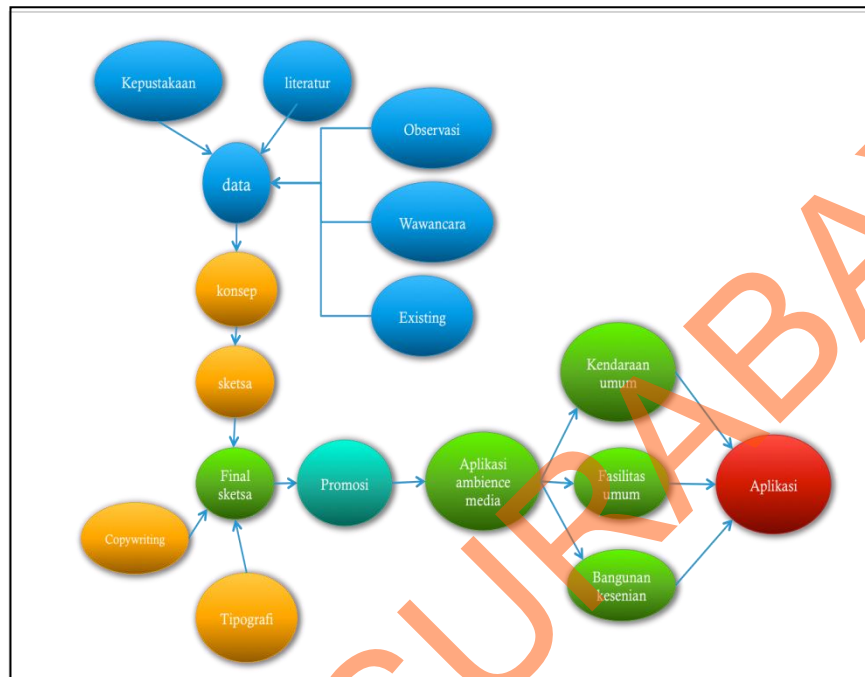 Kepustakaan
literatur
Observasi
data
Wawancara
konsep
Existing
sketsa
Kendaraan
umum
Final
sketsa
Promosi
Aplikasi
ambience
media
Fasilitas
umum
Aplikasi
Copywriting
Bangunan
kesenian
Tipografi
SURABA